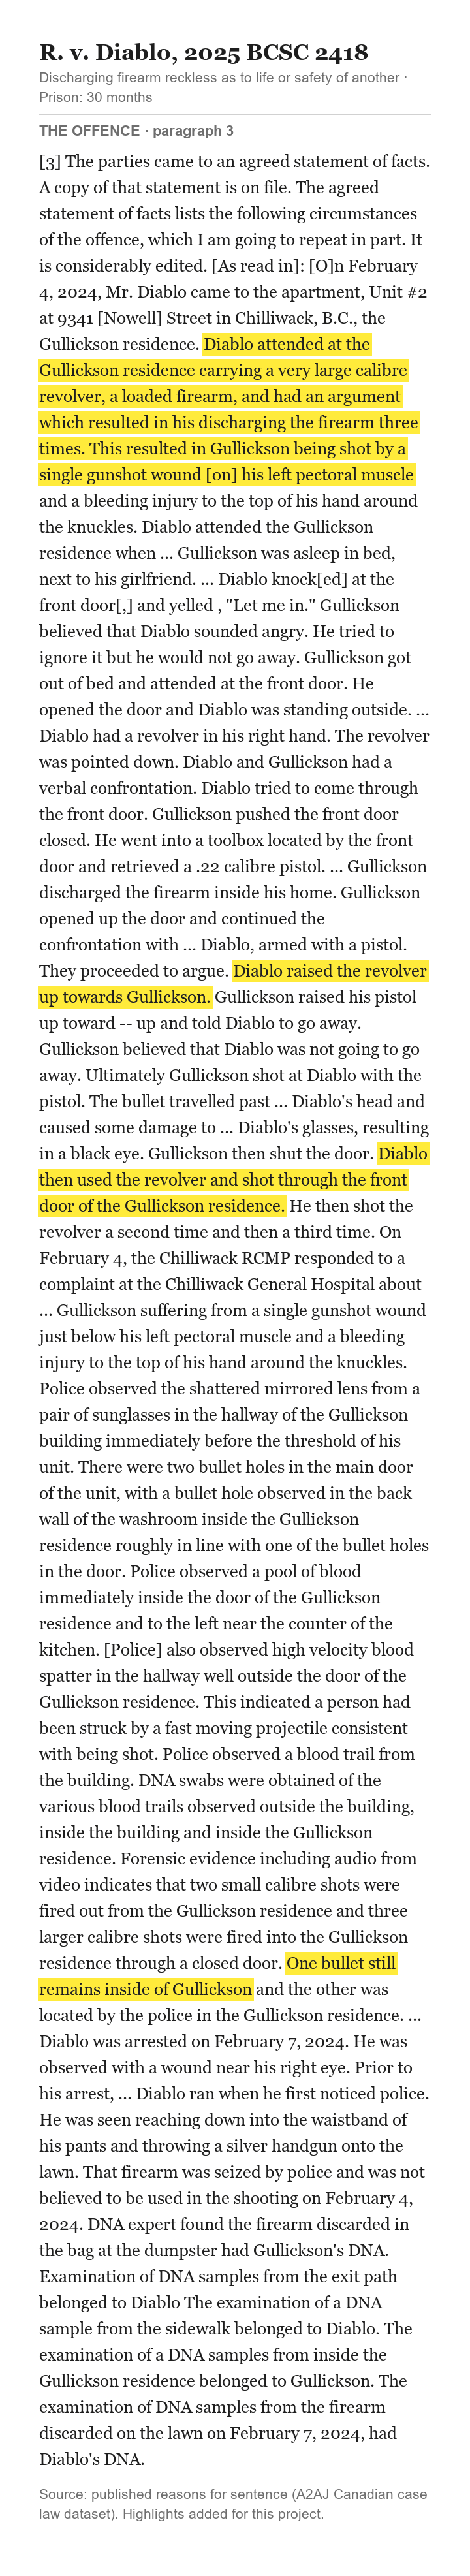 R. v. Diablo, 2025 BCSC 2418
Discharging firearm reckless as to life or safety of another ·
Prison: 30 months
THE OFFENCE · paragraph 3
[3] The parties came to an agreed statement of facts.
A copy of that statement is on file. The agreed
statement of facts lists the following circumstances
of the offence, which I am going to repeat in part. It
is considerably edited. [As read in]: [O]n February
4, 2024, Mr. Diablo came to the apartment, Unit #2
at 9341 [Nowell] Street in Chilliwack, B.C., the
Gullickson residence. Diablo attended at the
Gullickson residence carrying a very large calibre
revolver, a loaded firearm, and had an argument
which resulted in his discharging the firearm three
times. This resulted in Gullickson being shot by a
single gunshot wound [on] his left pectoral muscle
and a bleeding injury to the top of his hand around
the knuckles. Diablo attended the Gullickson
residence when ... Gullickson was asleep in bed,
next to his girlfriend. ... Diablo knock[ed] at the
front door[,] and yelled , "Let me in." Gullickson
believed that Diablo sounded angry. He tried to
ignore it but he would not go away. Gullickson got
out of bed and attended at the front door. He
opened the door and Diablo was standing outside. ...
Diablo had a revolver in his right hand. The revolver
was pointed down. Diablo and Gullickson had a
verbal confrontation. Diablo tried to come through
the front door. Gullickson pushed the front door
closed. He went into a toolbox located by the front
door and retrieved a .22 calibre pistol. ... Gullickson
discharged the firearm inside his home. Gullickson
opened up the door and continued the
confrontation with ... Diablo, armed with a pistol.
They proceeded to argue. Diablo raised the revolver
up towards Gullickson. Gullickson raised his pistol
up toward -- up and told Diablo to go away.
Gullickson believed that Diablo was not going to go
away. Ultimately Gullickson shot at Diablo with the
pistol. The bullet travelled past ... Diablo's head and
caused some damage to ... Diablo's glasses, resulting
in a black eye. Gullickson then shut the door. Diablo
then used the revolver and shot through the front
door of the Gullickson residence. He then shot the
revolver a second time and then a third time. On
February 4, the Chilliwack RCMP responded to a
complaint at the Chilliwack General Hospital about
... Gullickson suffering from a single gunshot wound
just below his left pectoral muscle and a bleeding
injury to the top of his hand around the knuckles.
Police observed the shattered mirrored lens from a
pair of sunglasses in the hallway of the Gullickson
building immediately before the threshold of his
unit. There were two bullet holes in the main door
of the unit, with a bullet hole observed in the back
wall of the washroom inside the Gullickson
residence roughly in line with one of the bullet holes
in the door. Police observed a pool of blood
immediately inside the door of the Gullickson
residence and to the left near the counter of the
kitchen. [Police] also observed high velocity blood
spatter in the hallway well outside the door of the
Gullickson residence. This indicated a person had
been struck by a fast moving projectile consistent
with being shot. Police observed a blood trail from
the building. DNA swabs were obtained of the
various blood trails observed outside the building,
inside the building and inside the Gullickson
residence. Forensic evidence including audio from
video indicates that two small calibre shots were
fired out from the Gullickson residence and three
larger calibre shots were fired into the Gullickson
residence through a closed door. One bullet still
remains inside of Gullickson and the other was
located by the police in the Gullickson residence. ...
Diablo was arrested on February 7, 2024. He was
observed with a wound near his right eye. Prior to
his arrest, ... Diablo ran when he first noticed police.
He was seen reaching down into the waistband of
his pants and throwing a silver handgun onto the
lawn. That firearm was seized by police and was not
believed to be used in the shooting on February 4,
2024. DNA expert found the firearm discarded in
the bag at the dumpster had Gullickson's DNA.
Examination of DNA samples from the exit path
belonged to Diablo The examination of a DNA
sample from the sidewalk belonged to Diablo. The
examination of a DNA samples from inside the
Gullickson residence belonged to Gullickson. The
examination of DNA samples from the firearm
discarded on the lawn on February 7, 2024, had
Diablo's DNA.
Source: published reasons for sentence (A2AJ Canadian case
law dataset). Highlights added for this project.